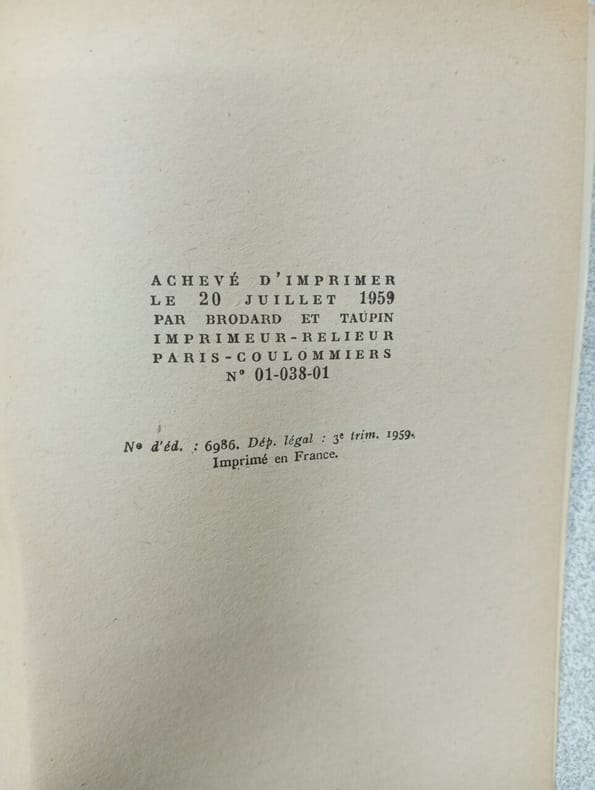 ACHEVÉ D'IMPRIMER
LE 20 JUILLET 1959
PAR BRODARD ET TAUPIN
IMPRIMEUR-RELIEUR
PARIS-COULOMMIERS
N° 01-038-01
N° d'éd. : 6986. Dép. légal : 3e trim. 1959.
Imprimé en France.